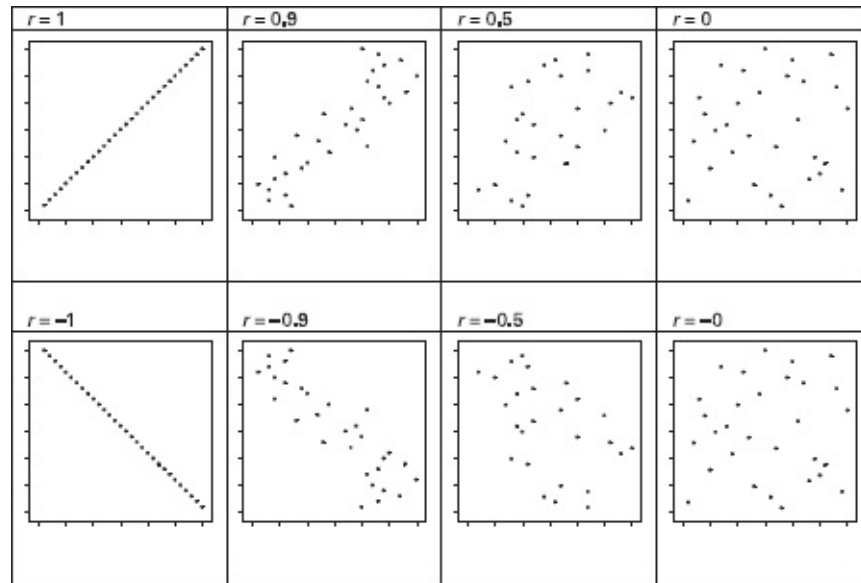 r = 1
r = 0.9
r = 0.5
r = 0
r = -1
r = -0.9
r = -0.5
r = -0